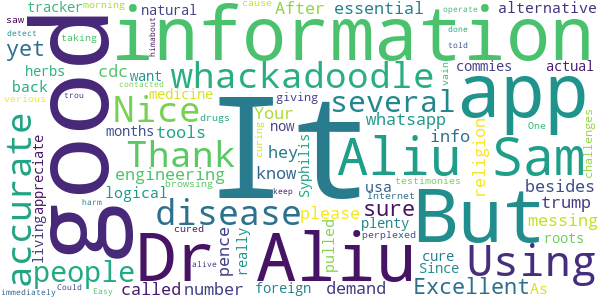 tracker morning
himabout
saw
taking
natural
After
essential
cause
operate
alternative
detect
done
told
vain
good
information
yet
herbs
cdc
back
want
whackadoodle
commies
actual
verious
trou
medicine
contacted
giving
Your
several
app
Nice
months
tools
drugs
now
whatsapp
One
challenges
accurate
livingappreciate
Thank
hey
info
It
Aliu Sam
religion
logical
engineering
curing
know
Syphilis
usa
besides
trump
browsing
internet
testimonies
keep
perplexed
disease
sure
please
plenty
messing
But
roots
people
Dr Aliu
pence
really
pulled
cured
cure
Since
Using
called number
foreign
demand
Excellent
As
harm
immediately
Could
Easy
alive